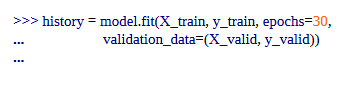 >>> history = model.fit(X_train, y_train, epochs=30,
... validation_data=(X_valid, y_valid))
...